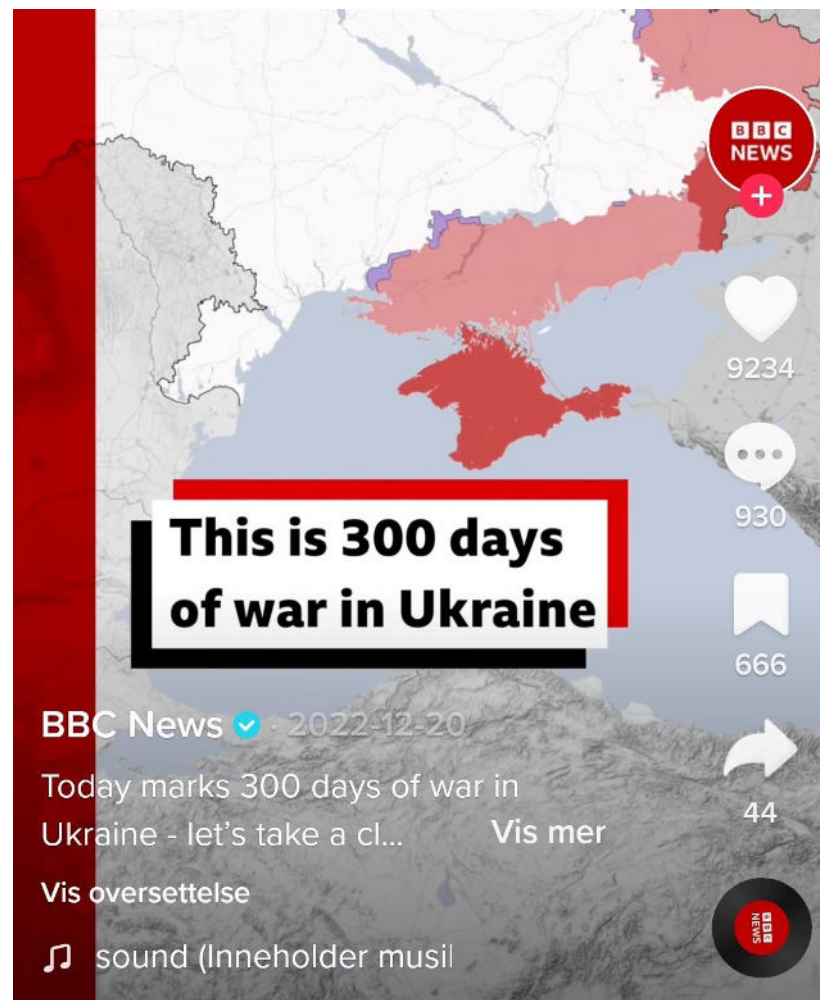 BBC
NEWS
+
9234
930
This is 300 days
of war in Ukraine
666
BBC News · 2022-12-20
44
Today marks 300 days of war in
Ukraine - let's take a cl... Vis mer
Vis oversettelse
BBC
NEWS
sound (Inneholder musil